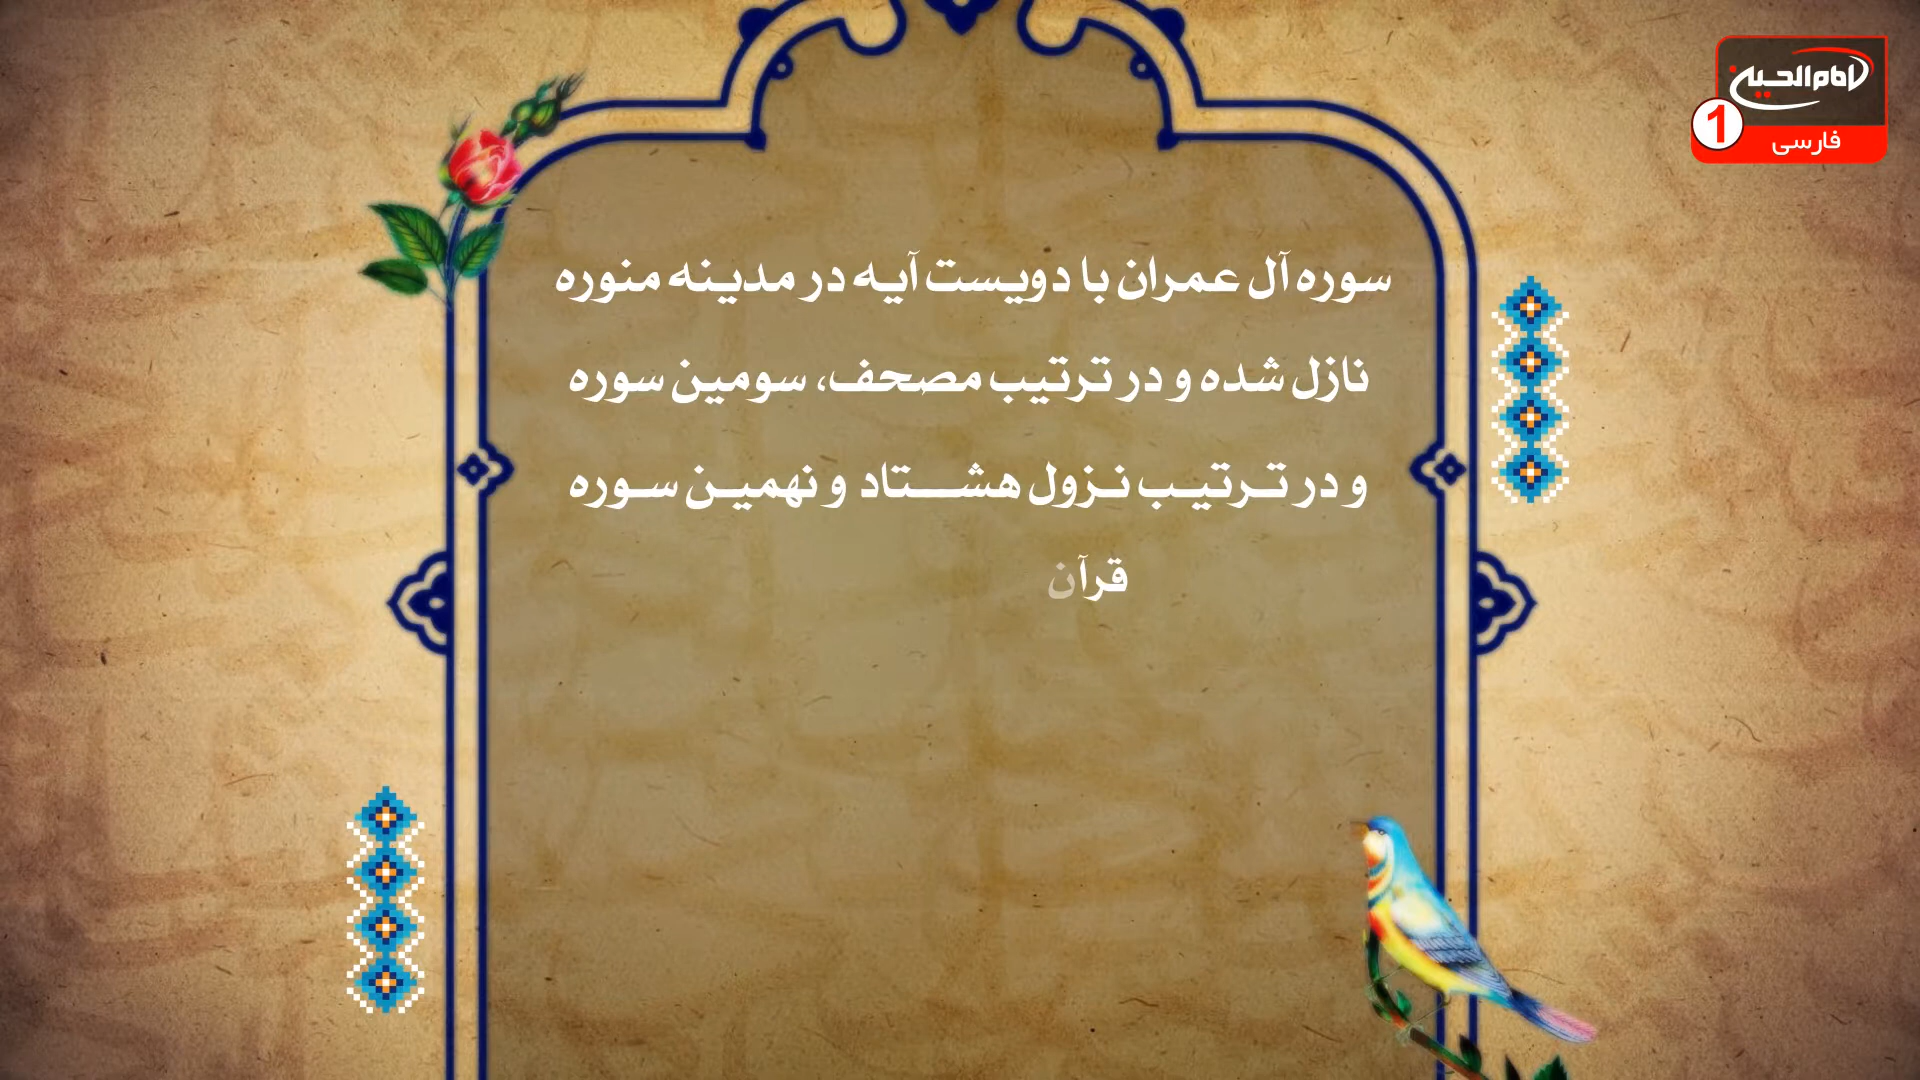 سوره آل عمران با دویست آیه در مدینه منوره
نازل شده و در ترتیب مصحف، سومین سوره
و در ترتیب نزول هشتاد و نهمین سوره
قرآن
امام الحسین
1
فارسی